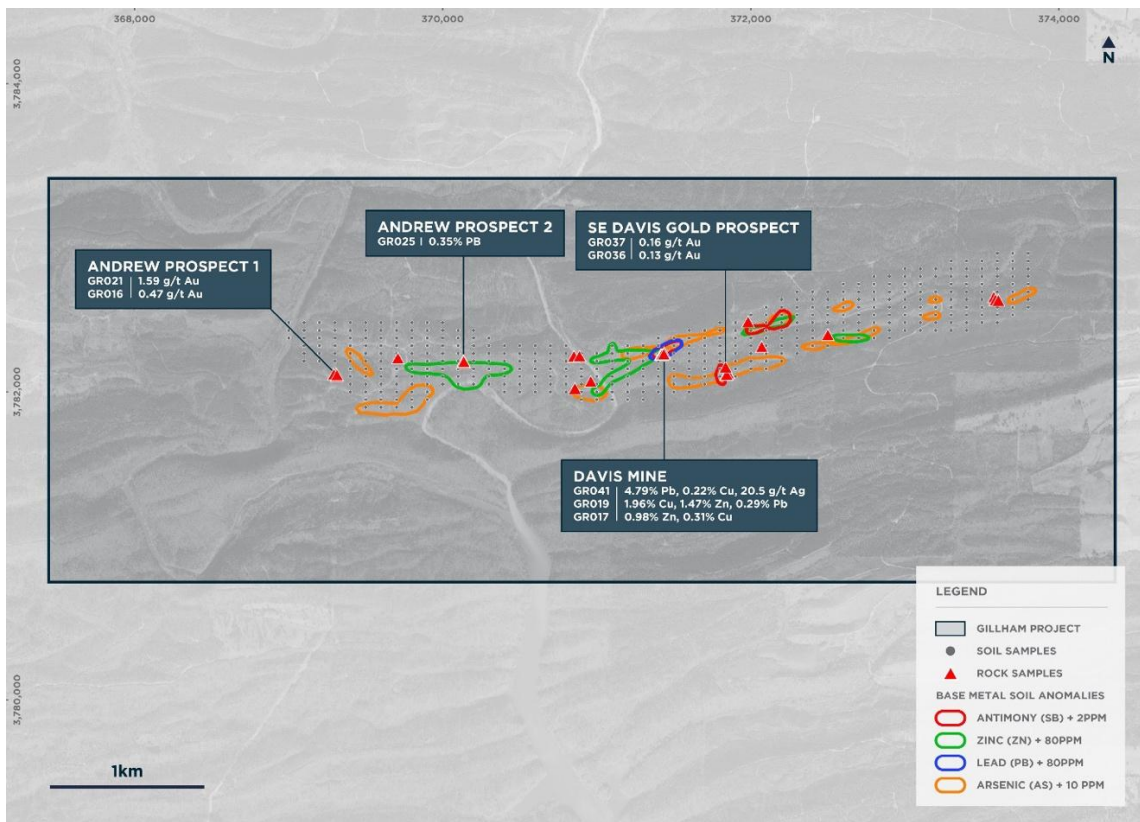 368,000
370,000
372,000
374,000
N
3,784,000
3,782,000
3,780,000
ANDREW PROSPECT 1
GR021 | 1.59 g/t Au
GR016 | 0.47 g/t Au
ANDREW PROSPECT 2
GR025 | 0.35% PB
SE DAVIS GOLD PROSPECT
GR037 | 0.16 g/t Au
GR036 | 0.13 g/t Au
DAVIS MINE
GR041 | 4.79% Pb, 0.22% Cu, 20.5 g/t Ag
GR019 | 1.96% Cu, 1.47% Zn, 0.29% Pb
GR017 | 0.98% Zn, 0.31% Cu
1km
LEGEND
GILLHAM PROJECT
SOIL SAMPLES
ROCK SAMPLES
BASE METAL SOIL ANOMALIES
ANTIMONY (SB) + 2PPM
ZINC (ZN) + 80PPM
LEAD (PB) + 80PPM
ARSENIC (AS) + 10 PPM